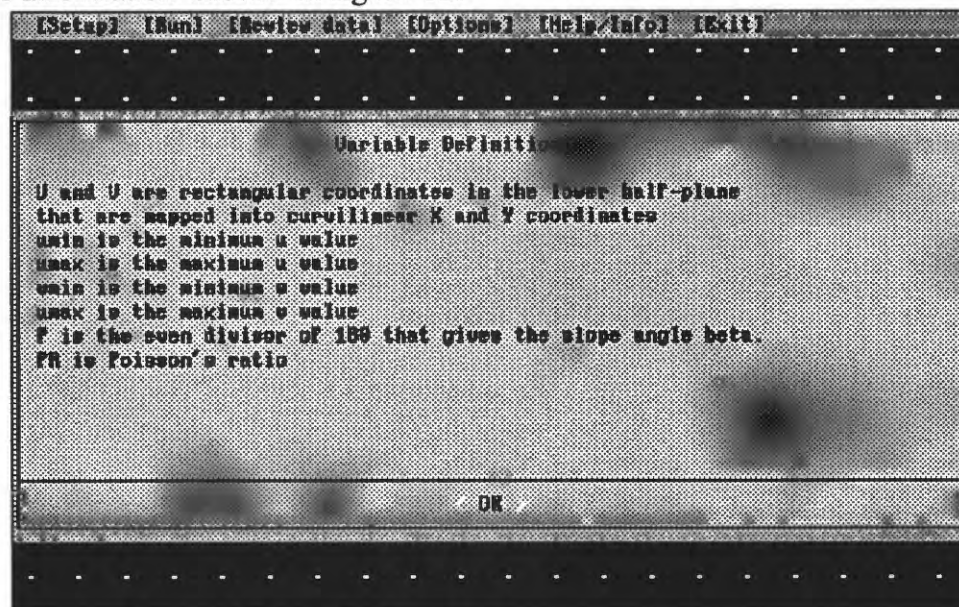 [Setup] [Run] [Review data] [Options] [Help/Info] [Exit]
Variable Definitions
U and V are rectangular coordinates in the lower half-plane
that are mapped into curvilinear X and Y coordinates
umin is the minimum u value
umax is the maximum u value
vmin is the minimum v value
vmax is the maximum v value
P is the even divisor of 180 that gives the slope angle beta.
PR is Poisson's ratio
OK